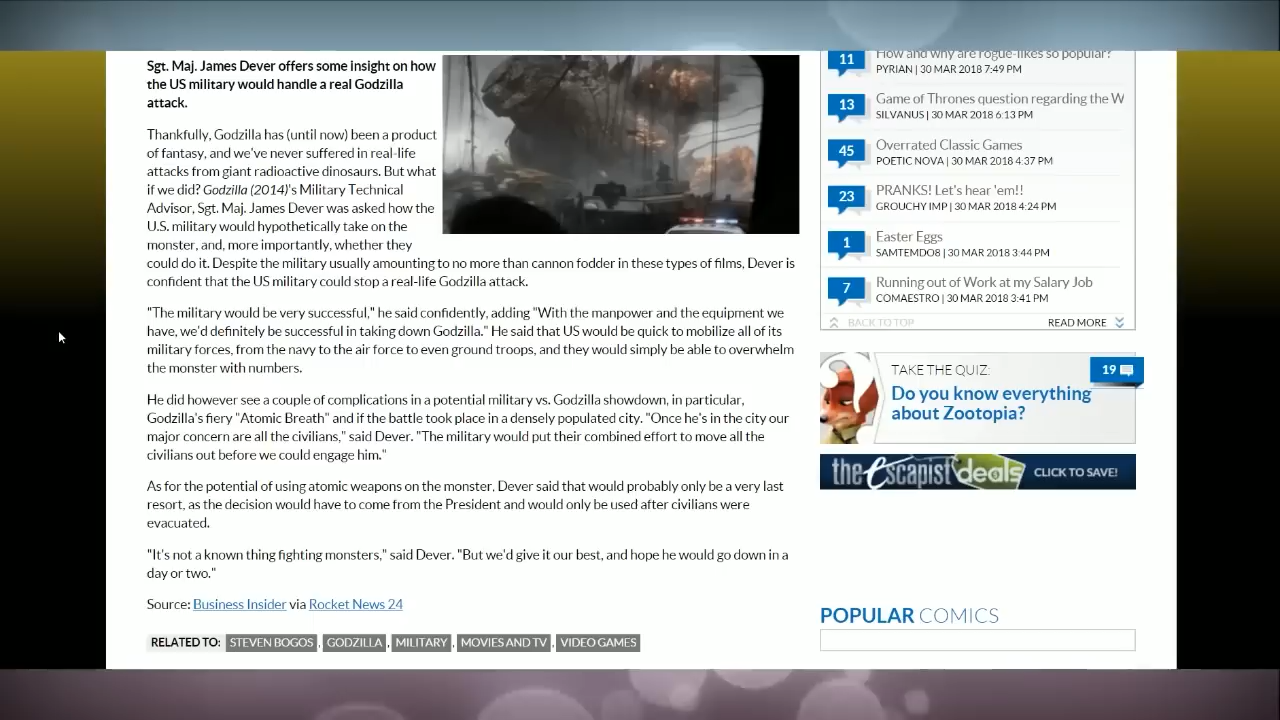 Sgt. Maj. James Dever offers some insight on how
the US military would handle a real Godzilla
attack.
Thankfully, Godzilla has (until now) been a product
of fantasy, and we've never suffered in real-life
attacks from giant radioactive dinosaurs. But what
if we did? Godzilla (2014)'s Military Technical
Advisor, Sgt. Maj. James Dever was asked how the
U.S. military would hypothetically take on the
monster, and, more importantly, whether they
could do it. Despite the military usually amounting to no more than cannon fodder in these types of films, Dever is
confident that the US military could stop a real-life Godzilla attack.
"The military would be very successful," he said confidently, adding "With the manpower and the equipment we
have, we'd definitely be successful in taking down Godzilla." He said that US would be quick to mobilize all of its
military forces, from the navy to the air force to even ground troops, and they would simply be able to overwhelm
the monster with numbers.
He did however see a couple of complications in a potential military vs. Godzilla showdown, in particular,
Godzilla's fiery "Atomic Breath" and if the battle took place in a densely populated city. "Once he's in the city our
major concern are all the civilians," said Dever. "The military would put their combined effort to move all the
civilians out before we could engage him."
As for the potential of using atomic weapons on the monster, Dever said that would probably only be a very last
resort, as the decision would have to come from the President and would only be used after civilians were
evacuated.
"It's not a known thing fighting monsters," said Dever. "But we'd give it our best, and hope he would go down in a
day or two."
Source: Business Insider via Rocket News 24
RELATED TO: STEVEN BOGOS , GODZILLA , MILITARY , MOVIES AND TV , VIDEO GAMES
11 How and why are rogue-likes so popular?
PYRIAN | 30 MAR 2018 7:49 PM
13 Game of Thrones question regarding the W
SILVANUS | 30 MAR 2018 6:13 PM
45 Overrated Classic Games
POETIC NOVA | 30 MAR 2018 4:37 PM
23 PRANKS! Let's hear 'em!!
GROUCHY IMP | 30 MAR 2018 4:24 PM
1 Easter Eggs
SAMTEMDO8 | 30 MAR 2018 3:44 PM
7 Running out of Work at my Salary Job
COMAESTRO | 30 MAR 2018 3:41 PM
BACK TO TOP READ MORE
TAKE THE QUIZ: 19
Do you know everything
about Zootopia?
the escapist deals CLICK TO SAVE!
POPULAR COMICS